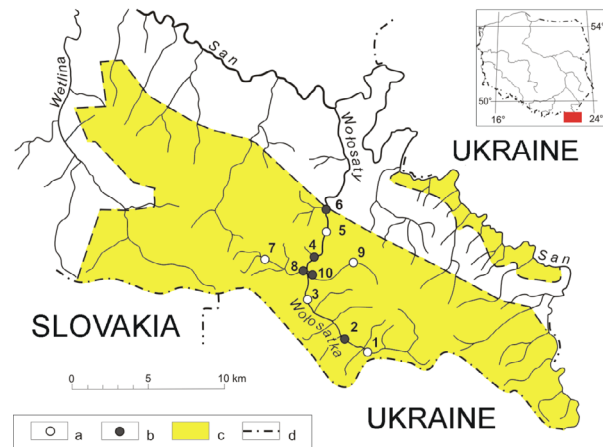 San
Wetlina
Wołosaty
54°
50°
16°
24°
UKRAINE
6
5
San
7
4
9
8
10
3
SLOVAKIA
Wołosatka
2
1
0 5 10 km
UKRAINE
a b c d